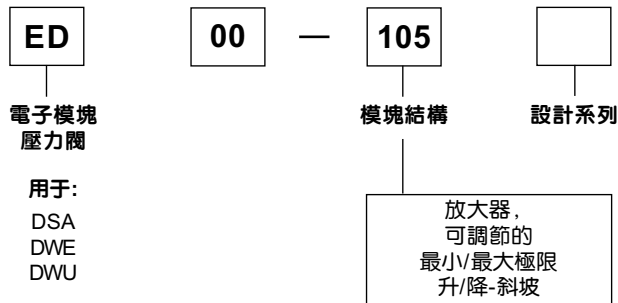 ED 00 — 105
電子模塊
壓力閥
模塊結構
設計系列
用于:
DSA
DWE
DWU
放大器,
可調節的
最小/最大極限
升/降-斜坡